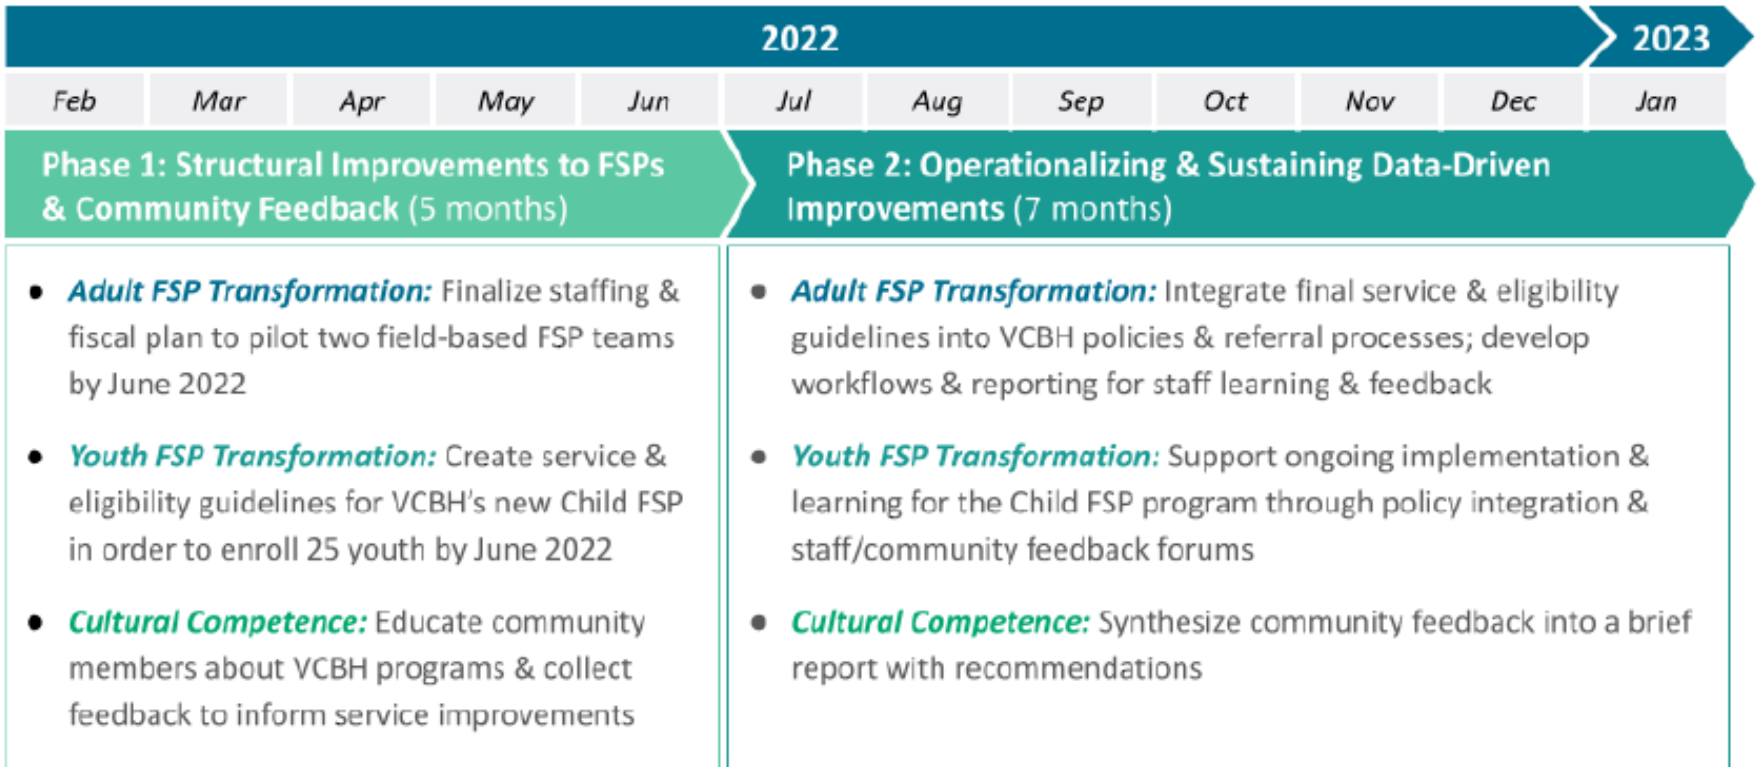 2022
2023
Feb
Mar
Apr
May
Jun
Jul
Aug
Sep
Oct
Nov
Dec
Jan
Phase 1: Structural Improvements to FSPs
& Community Feedback (5 months)
Phase 2: Operationalizing & Sustaining Data-Driven
Improvements (7 months)
• Adult FSP Transformation: Finalize staffing &
fiscal plan to pilot two field-based FSP teams
by June 2022
• Youth FSP Transformation: Create service &
eligibility guidelines for VCBH's new Child FSP
in order to enroll 25 youth by June 2022
• Cultural Competence: Educate community
members about VCBH programs & collect
feedback to inform service improvements
• Adult FSP Transformation: Integrate final service & eligibility
guidelines into VCBH policies & referral processes; develop
workflows & reporting for staff learning & feedback
• Youth FSP Transformation: Support ongoing implementation &
learning for the Child FSP program through policy integration &
staff/community feedback forums
• Cultural Competence: Synthesize community feedback into a brief
report with recommendations